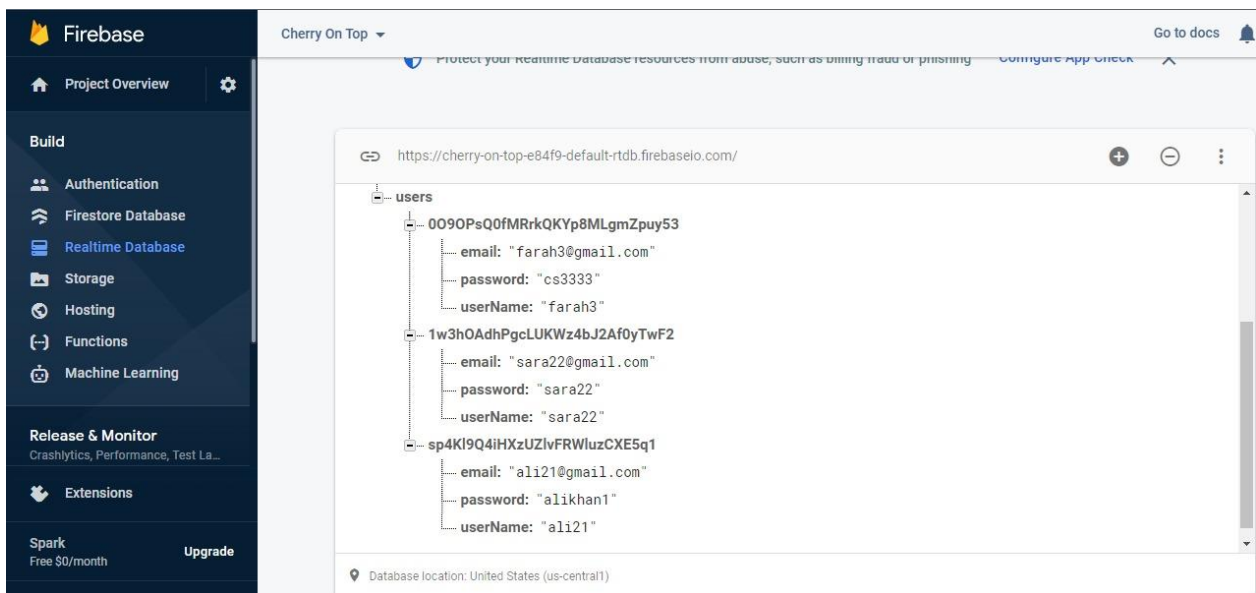 Firebase
Cherry On Top
Go to docs
Project Overview
Protect your Realtime Database resources from abuse, such as billing fraud or phishing Configure App Check
Build
https://cherry-on-top-e84f9-default-rtdb.firebaseio.com/
Authentication
Firestore Database
Realtime Database
Storage
Hosting
Functions
Machine Learning
Release & Monitor
Crashlytics, Performance, Test La...
Extensions
Spark
Free $0/month
Upgrade
users
0O9OPsQ0fMRrkQKYp8MLgmZpuy53
email: "farah3@gmail.com"
password: "cs3333"
userName: "farah3"
1w3hOAdhPgcLUKWz4bJ2Af0yTwF2
email: "sara22@gmail.com"
password: "sara22"
userName: "sara22"
sp4Kl9Q4iHXzUZlvFRWluzCXE5q1
email: "ali21@gmail.com"
password: "alikhan1"
userName: "ali21"
Database location: United States (us-central1)